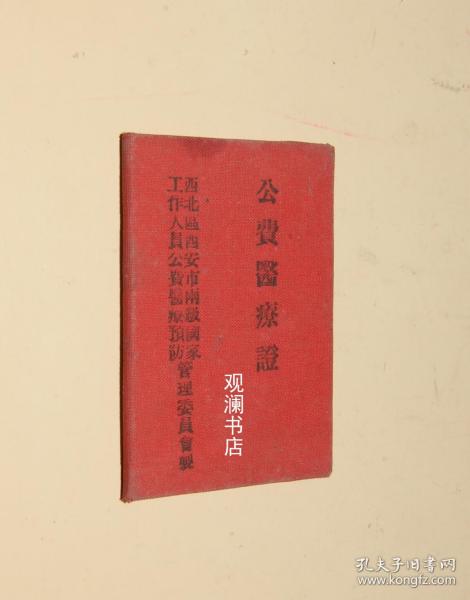 公費醫療證
西北區西安市兩級國家
工作人員公費醫療預防
管理委員會製
观澜书店
孔夫子旧书网
www.kongfz.com